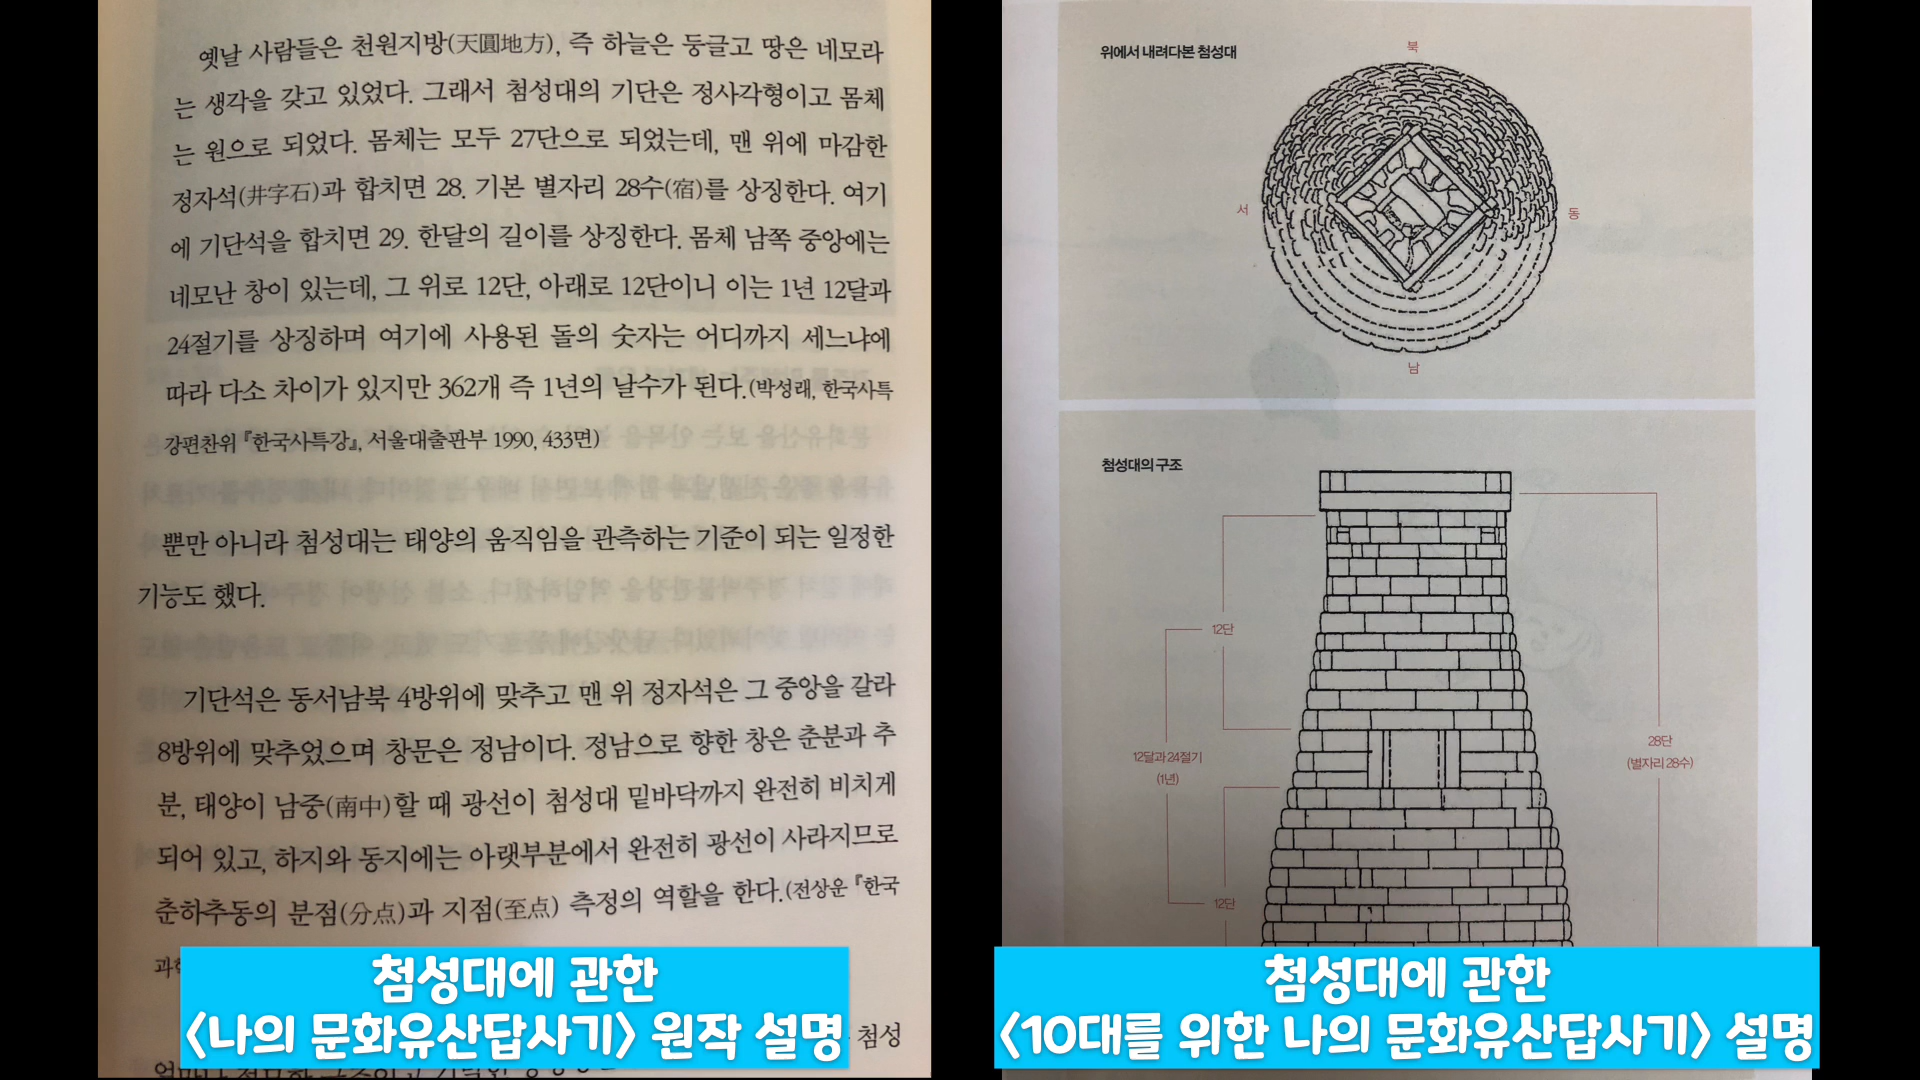 옛날 사람들은 천원지방(天圓地方), 즉 하늘은 둥글고 땅은 네모라
는 생각을 갖고 있었다. 그래서 첨성대의 기단은 정사각형이고 몸체
는 원으로 되었다. 몸체는 모두 27단으로 되었는데, 맨 위에 마감한
정자석(井字石)과 합치면 28. 기본 별자리 28수(宿)를 상징한다. 여기
에 기단석을 합치면 29. 한달의 길이를 상징한다. 몸체 남쪽 중앙에는
네모난 창이 있는데, 그 위로 12단, 아래로 12단이니 이는 1년 12달과
24절기를 상징하며 여기에 사용된 돌의 숫자는 어디까지 세느냐에
따라 다소 차이가 있지만 362개 즉 1년의 날수가 된다.(박성래, 한국사특
강편찬위 『한국사특강』, 서울대출판부 1990, 433면)
뿐만 아니라 첨성대는 태양의 움직임을 관측하는 기준이 되는 일정한
기능도 했다.
기단석은 동서남북 4방위에 맞추고 맨 위 정자석은 그 중앙을 갈라
8방위에 맞추었으며 창문은 정남이다. 정남으로 향한 창은 춘분과 추
분, 태양이 남중(南中)할 때 광선이 첨성대 밑바닥까지 완전히 비치게
되어 있고, 하지와 동지에는 아랫부분에서 완전히 광선이 사라지므로
춘하추동의 분점(分点)과 지점(至点) 측정의 역할을 한다.(전상운 『한국
첨성
첨성대에 관한
<나의 문화유산답사기> 원작 설명
위에서 내려다본 첨성대
북
서
동
남
첨성대의 구조
12단
12달과 24절기
(1년)
28단
(별자리 28수)
12단
첨성대에 관한
<10대를 위한 나의 문화유산답사기> 설명